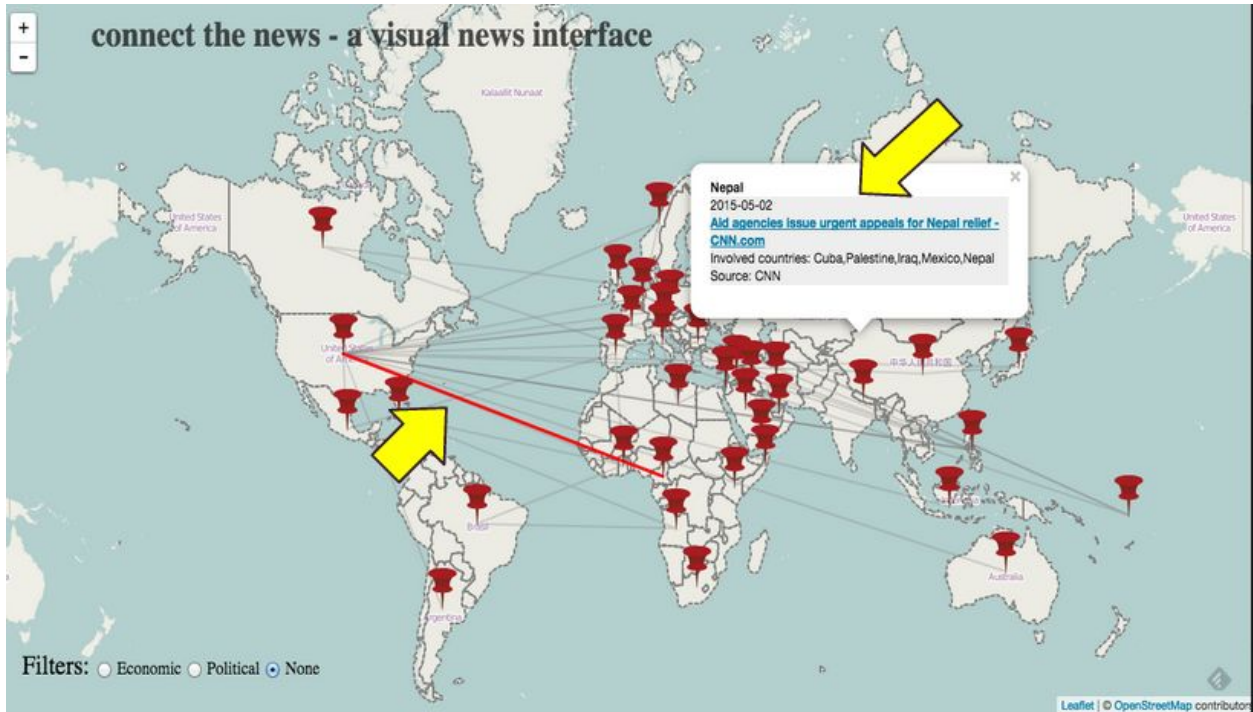 +
connect the news - a visual news interface
-
Kalaallit Nunaat
United States
of America
United States
of America
×
Nepal
2015-05-02
Aid agencies issue urgent appeals for Nepal relief -
CNN.com
Involved countries: Cuba,Palestine,Iraq,Mexico,Nepal
Source: CNN
United States
中华人民共和国
Brasil
Australia
Argentina
Filters: Economic Political None
Leaflet | © OpenStreetMap contributor